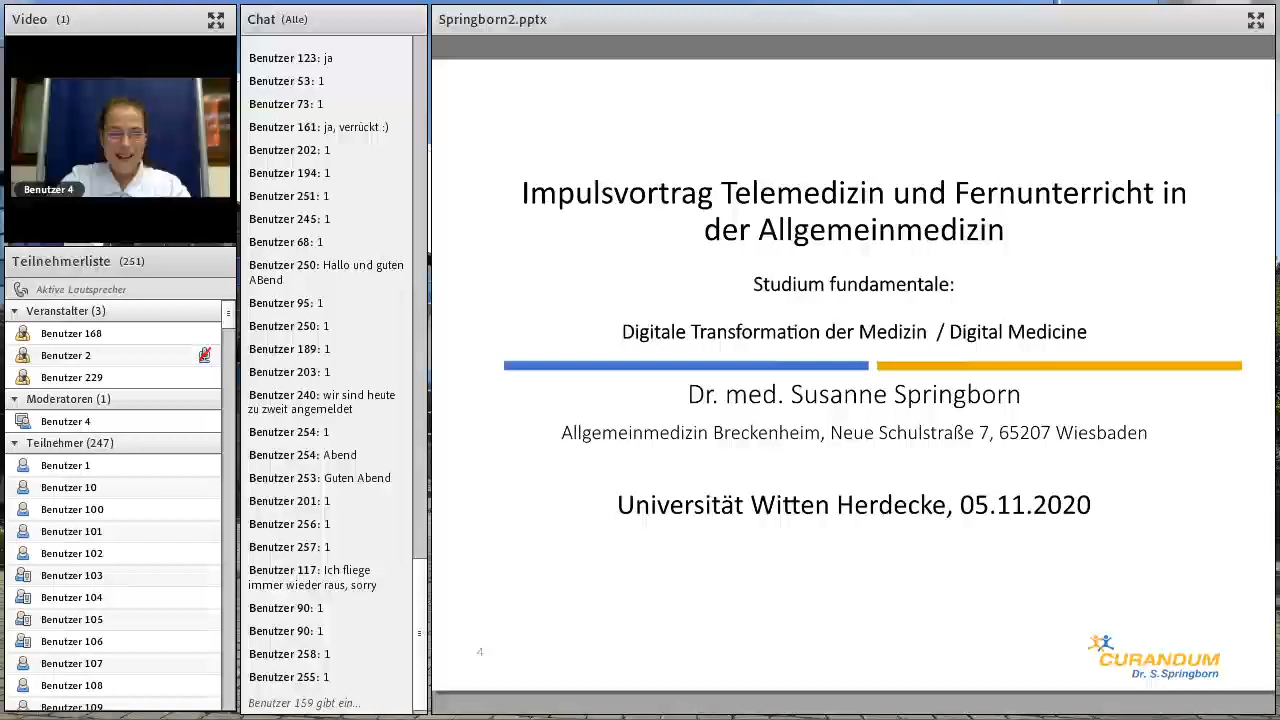 Video (1)
Benutzer 4
Teilnehmerliste (251)
Aktive Lautsprecher
Veranstalter (3)
Benutzer 168
Benutzer 2
Benutzer 229
Moderatoren (1)
Benutzer 4
Teilnehmer (247)
Benutzer 1
Benutzer 10
Benutzer 100
Benutzer 101
Benutzer 102
Benutzer 103
Benutzer 104
Benutzer 105
Benutzer 106
Benutzer 107
Benutzer 108
Benutzer 109
Chat (Alle)
Benutzer 123: ja
Benutzer 53: 1
Benutzer 73: 1
Benutzer 161: ja, verrückt :)
Benutzer 202: 1
Benutzer 194: 1
Benutzer 251: 1
Benutzer 245: 1
Benutzer 68: 1
Benutzer 250: Hallo und guten
ABend
Benutzer 95: 1
Benutzer 250: 1
Benutzer 189: 1
Benutzer 203: 1
Benutzer 240: wir sind heute
zu zweit angemeldet
Benutzer 254: 1
Benutzer 254: Abend
Benutzer 253: Guten Abend
Benutzer 201: 1
Benutzer 256: 1
Benutzer 257: 1
Benutzer 117: Ich fliege
immer wieder raus, sorry
Benutzer 90: 1
Benutzer 90: 1
Benutzer 258: 1
Benutzer 255: 1
Benutzer 159 gibt ein...
Springborn2.pptx
Impulsvortrag Telemedizin und Fernunterricht in
der Allgemeinmedizin
Studium fundamentale:
Digitale Transformation der Medizin / Digital Medicine
Dr. med. Susanne Springborn
Allgemeinmedizin Breckenheim, Neue Schulstraße 7, 65207 Wiesbaden
Universität Witten Herdecke, 05.11.2020
4
CURANDUM
Dr. S.Springborn